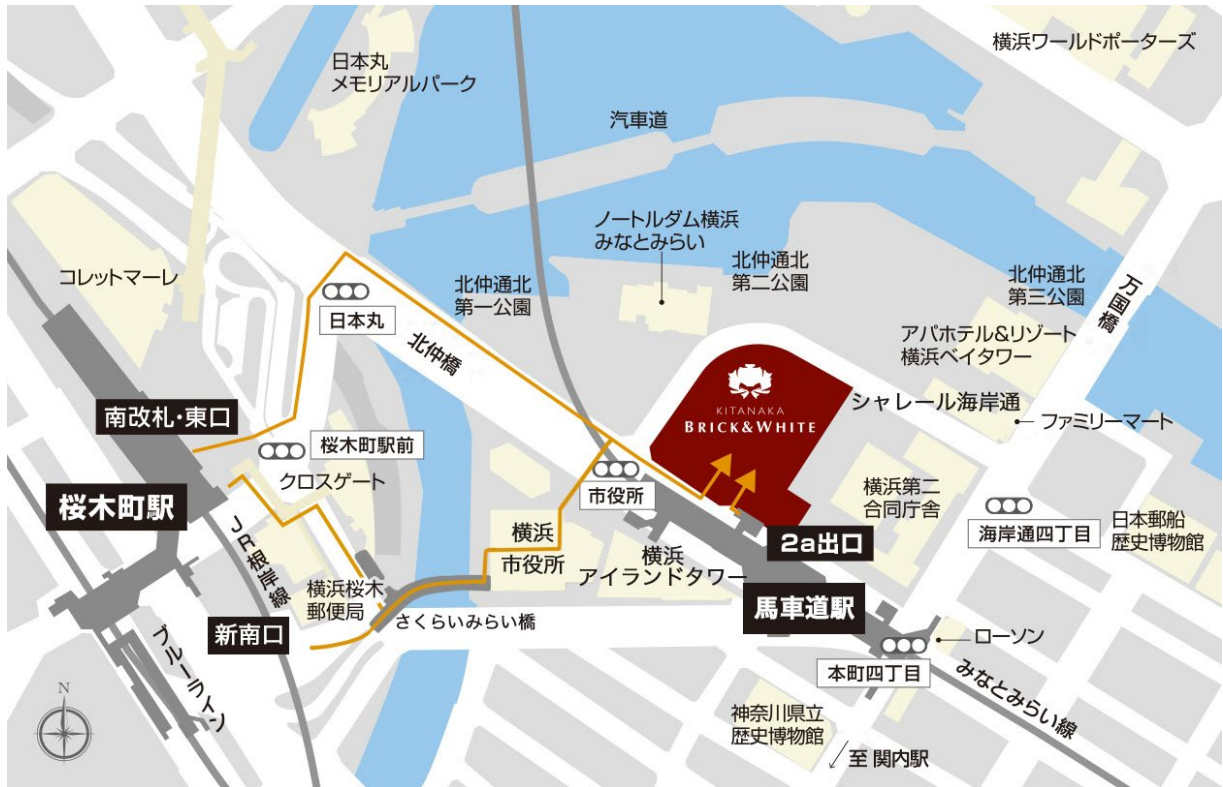 横浜ワールドポーターズ
日本丸
メモリアルパーク
汽車道
ノートルダム横浜
みなとみらい
北仲通北
第二公園
コレットマーレ
北仲通北
第一公園
北仲通北
第三公園
万国橋
日本丸
北仲橋
アパホテル&リゾート
横浜ベイタワー
KITANAKA
BRICK&WHITE
シャレール海岸通
ファミリーマート
南改札・東口
桜木町駅前
クロスゲート
市役所
横浜第二
合同庁舎
桜木町駅
海岸通四丁目
日本郵船
歴史博物館
JR根岸線
横浜
市役所
横浜
アイランドタワー
2a出口
横浜桜木
郵便局
馬車道駅
さくらみらい橋
新南口
ブルーライン
ローソン
本町四丁目
みなとみらい線
N
神奈川県立
歴史博物館
至 関内駅